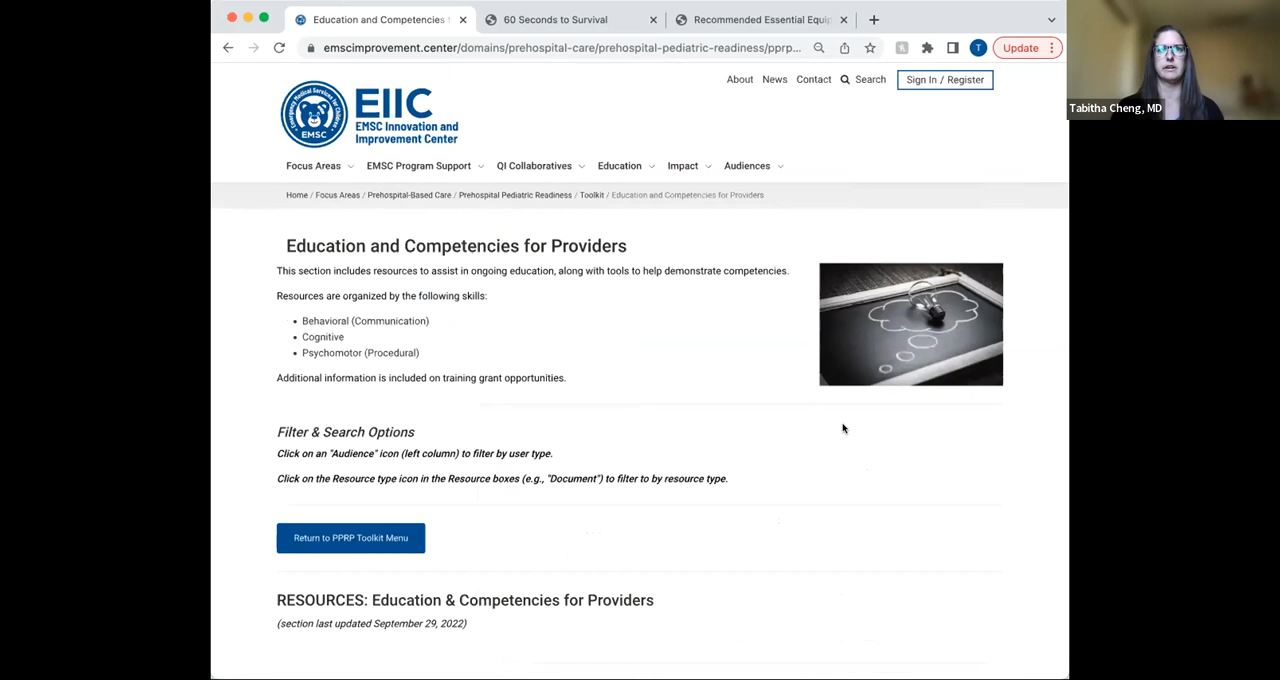 Education and Competencies f
60 Seconds to Survival
Recommended Essential Equip
emscimprovement.center/domains/prehospital-care/prehospital-pediatric-readiness/pprp...
T
Update
Tabitha Cheng, MD
About
News
Contact
Search
Sign In / Register
Emergency Medical Services for Children
EMSC
EIIC
EMSC Innovation and
Improvement Center
Focus Areas
EMSC Program Support
QI Collaboratives
Education
Impact
Audiences
Home / Focus Areas / Prehospital-Based Care / Prehospital Pediatric Readiness / Toolkit / Education and Competencies for Providers
Education and Competencies for Providers
This section includes resources to assist in ongoing education, along with tools to help demonstrate competencies.
Resources are organized by the following skills:
• Behavioral (Communication)
• Cognitive
• Psychomotor (Procedural)
Additional information is included on training grant opportunities.
Filter & Search Options
Click on an "Audience" icon (left column) to filter by user type.
Click on the Resource type icon in the Resource boxes (e.g., "Document") to filter to by resource type.
Return to PPRP Toolkit Menu
RESOURCES: Education & Competencies for Providers
(section last updated September 29, 2022)